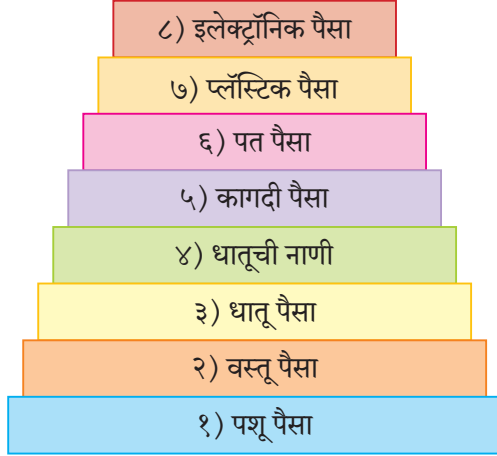 ८) इलेक्ट्रॉनिक पैसा
७) प्लॅस्टिक पैसा
६) पत पैसा
५) कागदी पैसा
४) धातूची नाणी
३) धातू पैसा
२) वस्तू पैसा
१) पशू पैसा